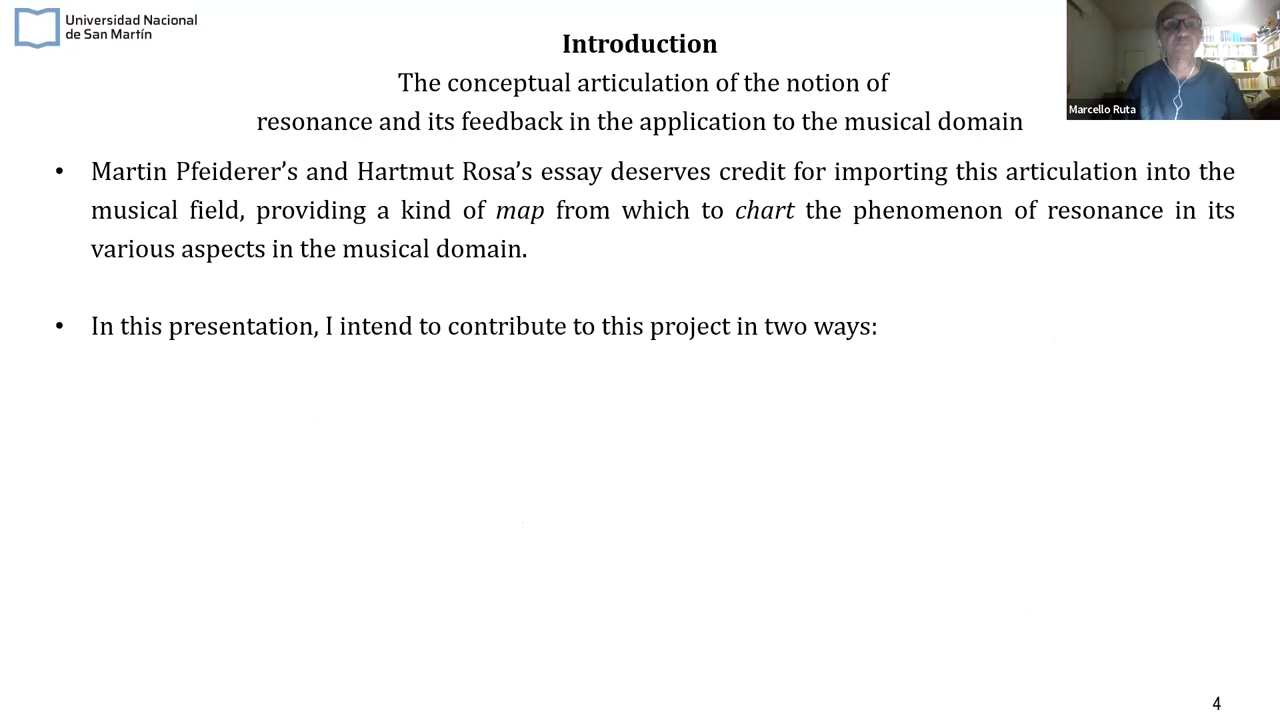 Universidad Nacional
de San Martín
Introduction
The conceptual articulation of the notion of
resonance and its feedback in the application to the musical domain
Marcello Ruta
• Martin Pfeiderer’s and Hartmut Rosa’s essay deserves credit for importing this articulation into the
musical field, providing a kind of map from which to chart the phenomenon of resonance in its
various aspects in the musical domain.
• In this presentation, I intend to contribute to this project in two ways:
4